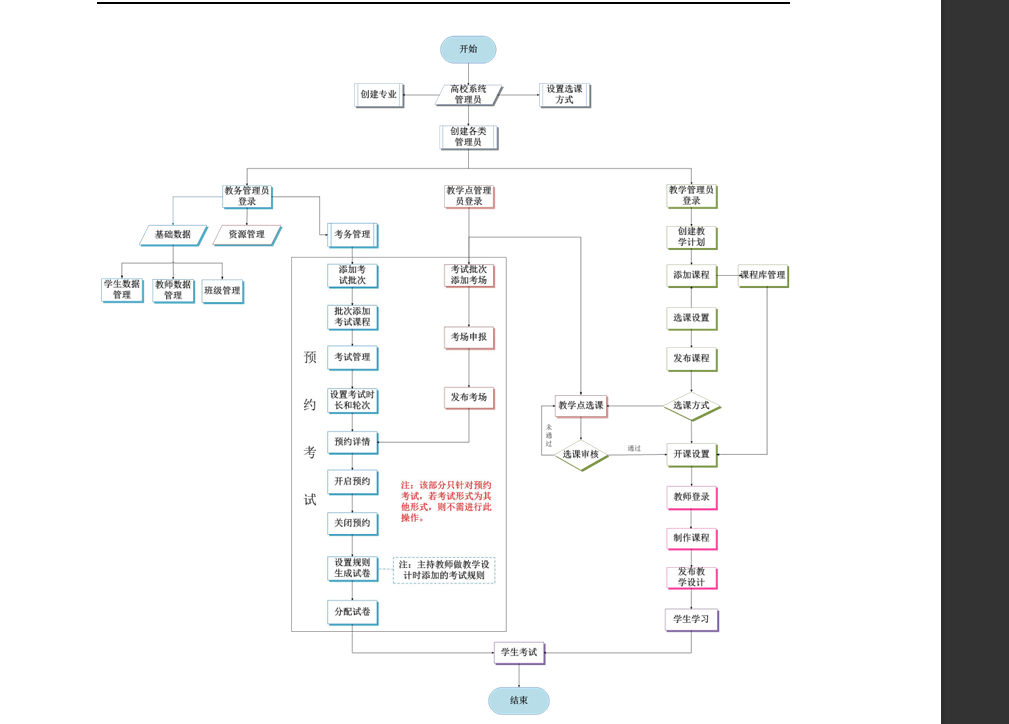 开始
创建专业
高校系统
管理员
设置选课
方式
创建各类
管理员
教务管理员
登录
教学点管理
员登录
教学管理员
登录
基础数据
资源管理
考务管理
创建教
学计划
学生数据
管理
教师数据
管理
班级管理
添加考
试批次
考试批次
添加考场
添加课程
课程库管理
批次添加
考试课程
考场申报
选课设置
预
约
考
试
考试管理
发布课程
设置考试时
长和轮次
发布考场
教学点选课
选课方式
未
通
过
预约详情
选课审核
通过
开课设置
开启预约
注：该部分只针对预约
考试，若考试形式为其
他形式，则不需进行此
操作。
教师登录
关闭预约
制作课程
设置规则
生成试卷
注：主持教师做教学设
计时添加的考试规则
发布教
学设计
分配试卷
学生学习
学生考试
结束